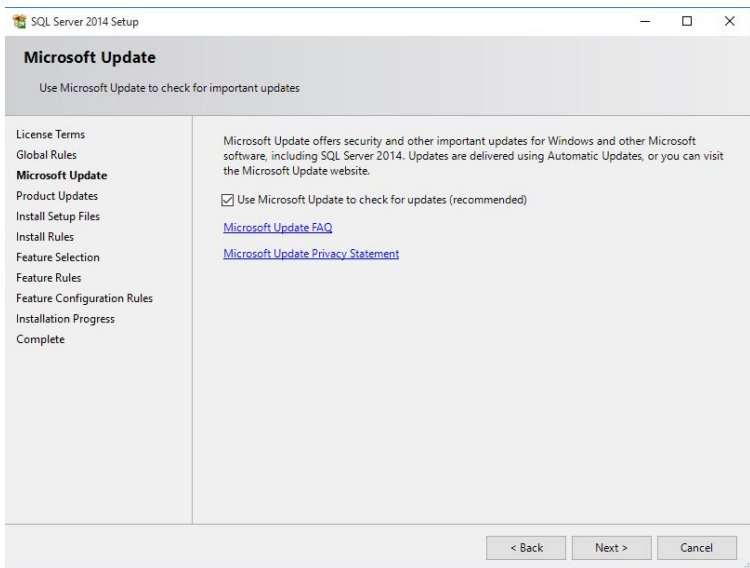 SQL Server 2014 Setup
Microsoft Update
Use Microsoft Update to check for important updates
License Terms
Global Rules
Microsoft Update
Product Updates
Install Setup Files
Install Rules
Feature Selection
Feature Rules
Feature Configuration Rules
Installation Progress
Complete
Microsoft Update offers security and other important updates for Windows and other Microsoft
software, including SQL Server 2014. Updates are delivered using Automatic Updates, or you can visit
the Microsoft Update website.
Use Microsoft Update to check for updates (recommended)
Microsoft Update FAQ
Microsoft Update Privacy Statement
< Back Next > Cancel